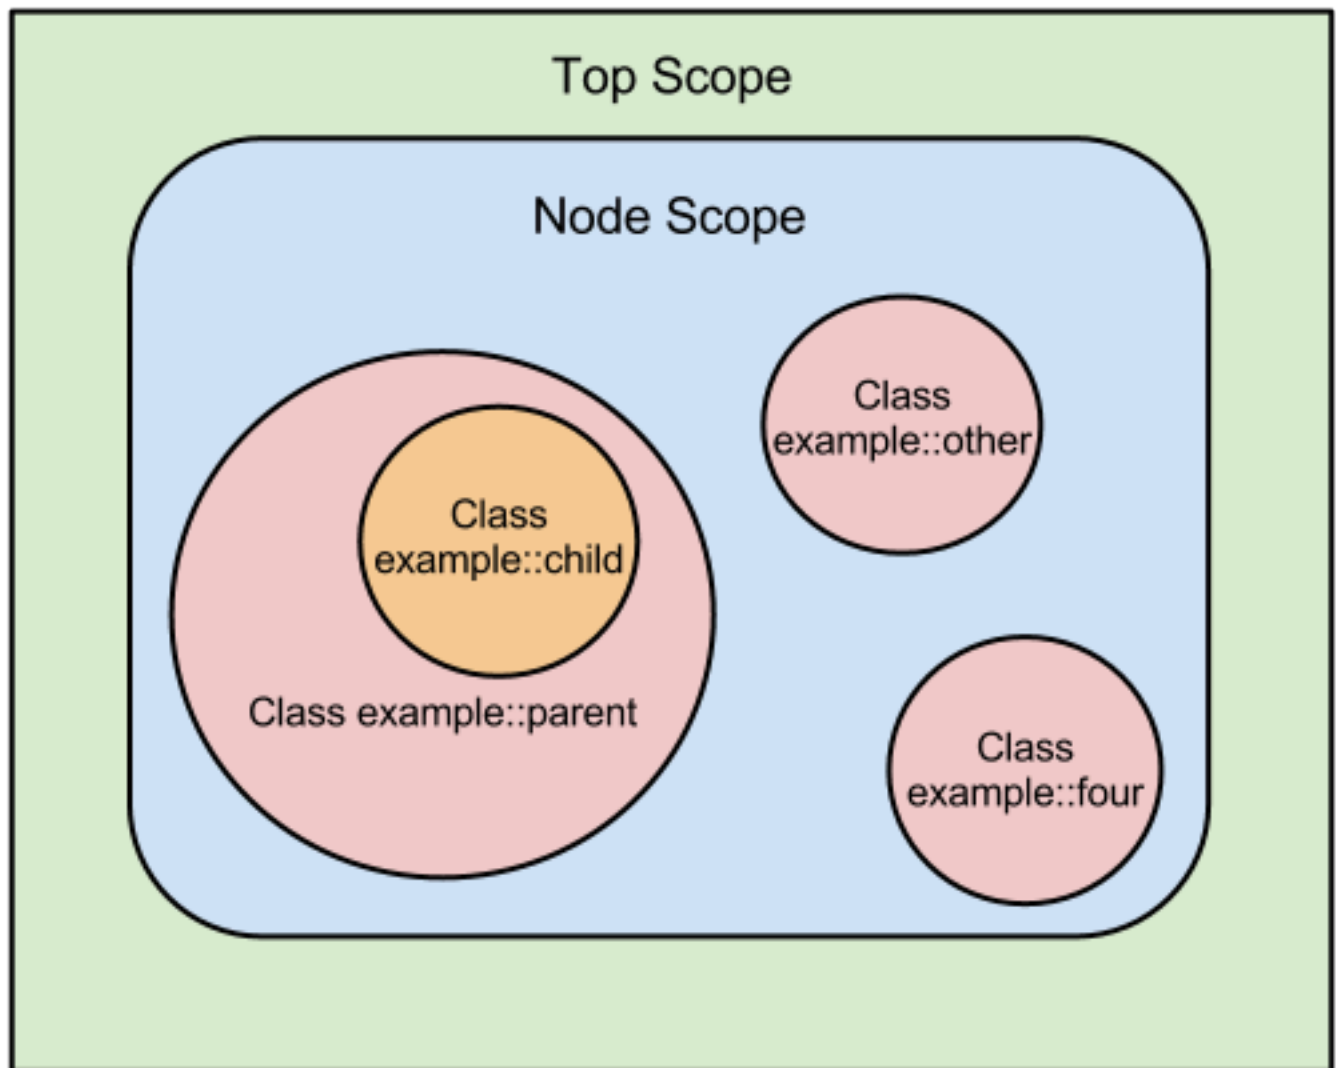 Top Scope
Node Scope
Class
example::other
Class
example::child
Class example::parent
Class
example::four